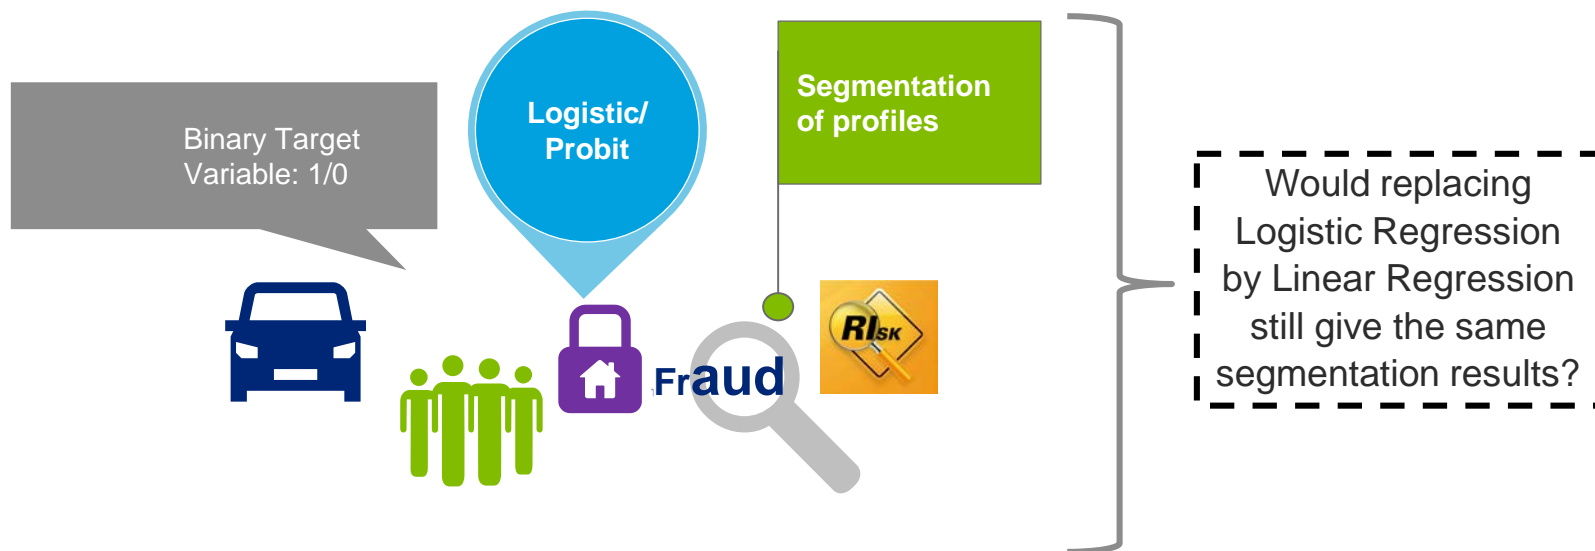 Binary Target
Variable: 1/0
Logistic/
Probit
Segmentation
of profiles
Fraud
RISK
Would replacing
Logistic Regression
by Linear Regression
still give the same
segmentation results?